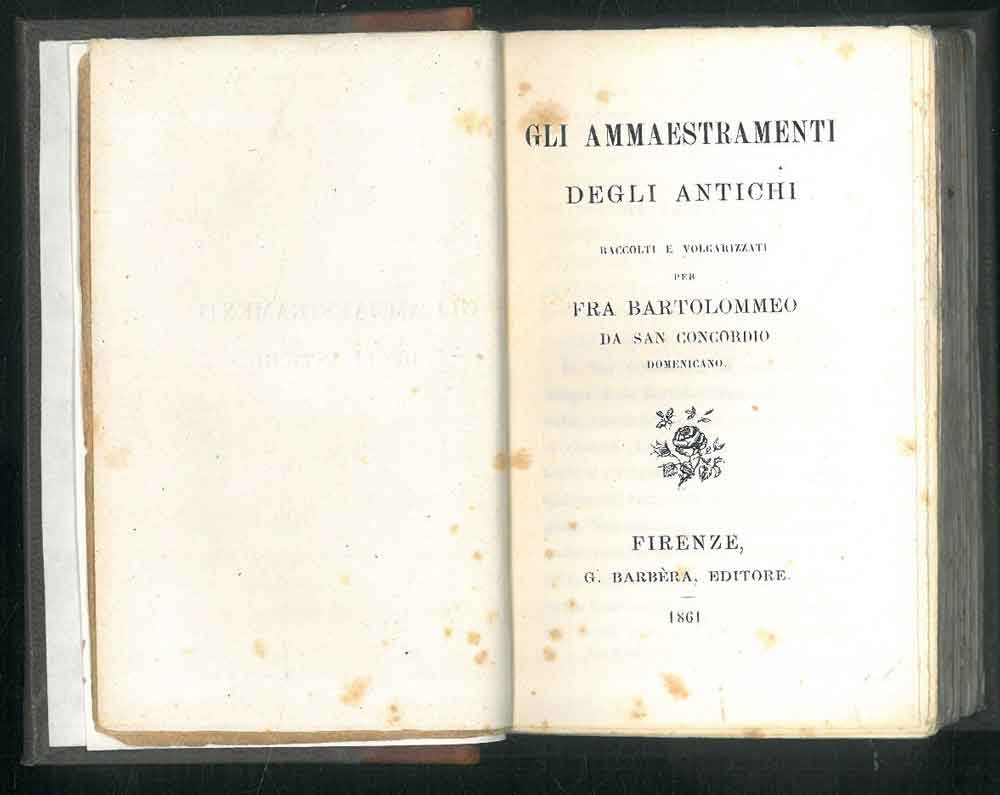 GLI AMMAESTRAMENTI
DEGLI ANTICHI
RACCOLTI E VOLGARIZZATI
PER
FRA BARTOLOMMEO
DA SAN CONCORDIO
DOMENICANO.
FIRENZE,
G. BARBÈRA, EDITORE.
1861